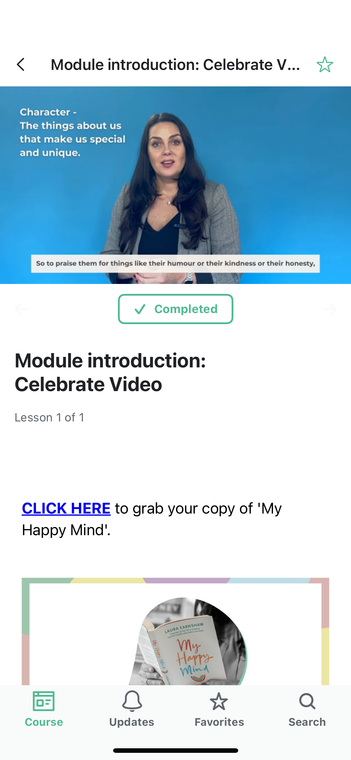 Module introduction: Celebrate V...
Character -
The things about us
that make us special
and unique.
So to praise them for things like their humour or their kindness or their honesty,
Completed
Module introduction:
Celebrate Video
Lesson 1 of 1
CLICK HERE to grab your copy of 'My
Happy Mind'.
LAURA EARNSHAW
My
Happy
Mind
Course
Updates
Favorites
Search